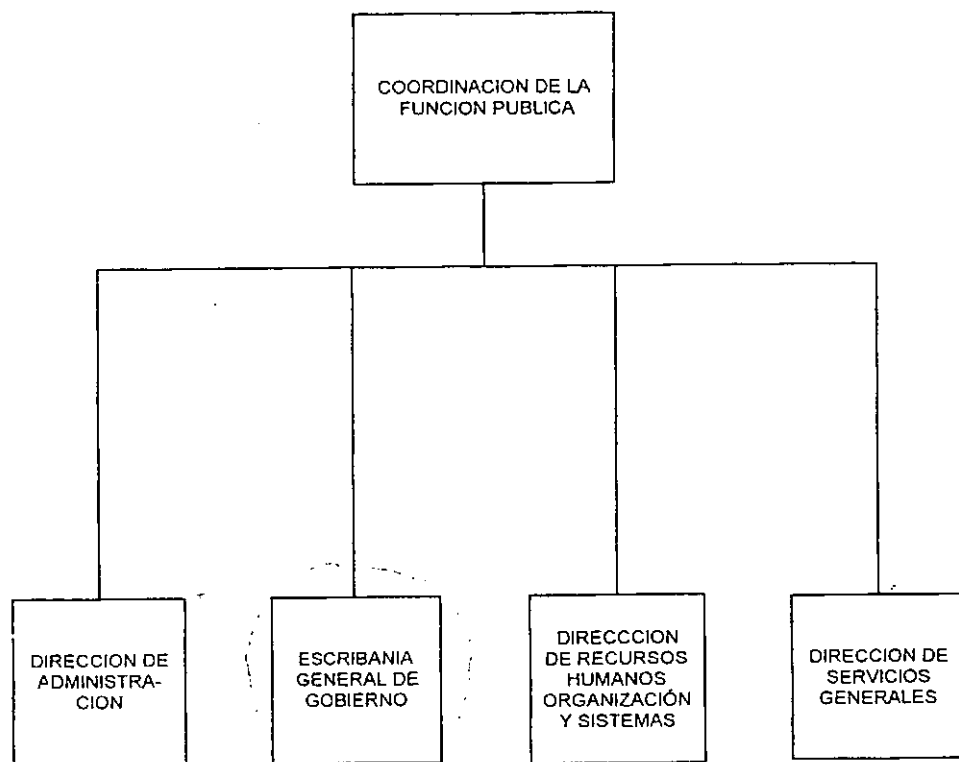 COORDINACION DE LA
FUNCION PUBLICA
DIRECCION DE
ADMINISTRA-
CION
ESCRIBANIA
GENERAL DE
GOBIERNO
DIRECCCION
DE RECURSOS
HUMANOS
ORGANIZACIÓN
Y SISTEMAS
DIRECCION DE
SERVICIOS
GENERALES